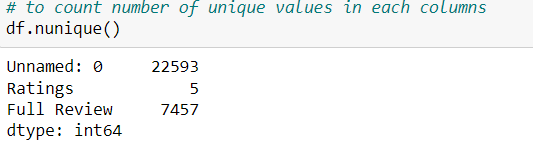 # to count number of unique values in each columns
df.nunique()
Unnamed: 0 22593
Ratings 5
Full Review 7457
dtype: int64